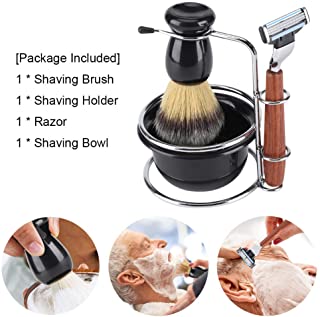 [Package Included]
1 * Shaving Brush
1 * Shaving Holder
1 * Razor
1 * Shaving Bowl